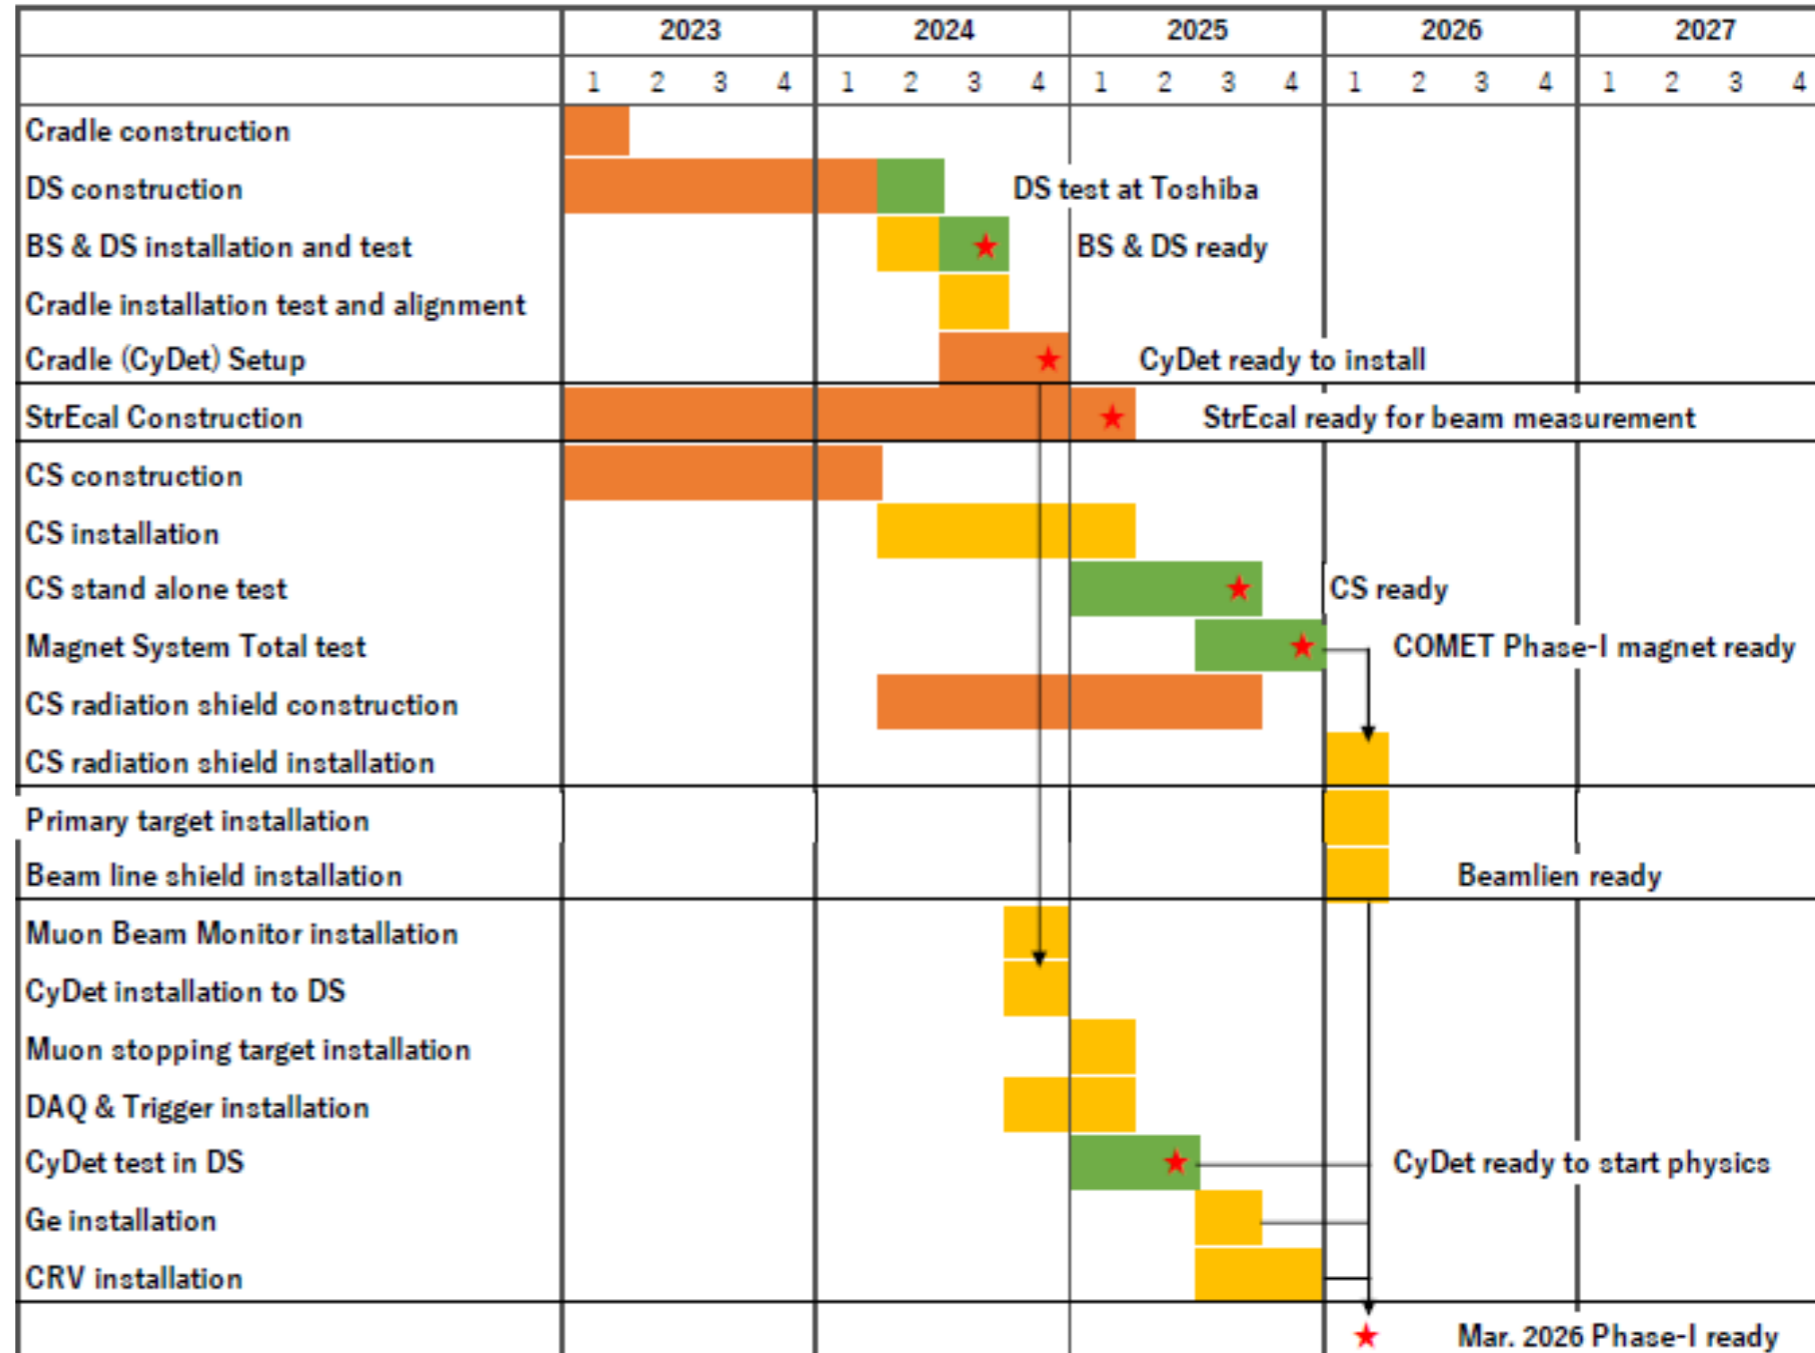 2023 2024 2025 2026 2027
1 2 3 4 1 2 3 4 1 2 3 4 1 2 3 4 1 2 3 4
Cradle construction
DS construction DS test at Toshiba
BS & DS installation and test BS & DS ready
Cradle installation test and alignment
Cradle (CyDet) Setup CyDet ready to install
StrEcal Construction StrEcal ready for beam measurement
CS construction
CS installation
CS stand alone test CS ready
Magnet System Total test COMET Phase-I magnet ready
CS radiation shield construction
CS radiation shield installation
Primary target installation
Beam line shield installation Beamlien ready
Muon Beam Monitor installation
CyDet installation to DS
Muon stopping target installation
DAQ & Trigger installation
CyDet test in DS CyDet ready to start physics
Ge installation
CRV installation
Mar. 2026 Phase-I ready